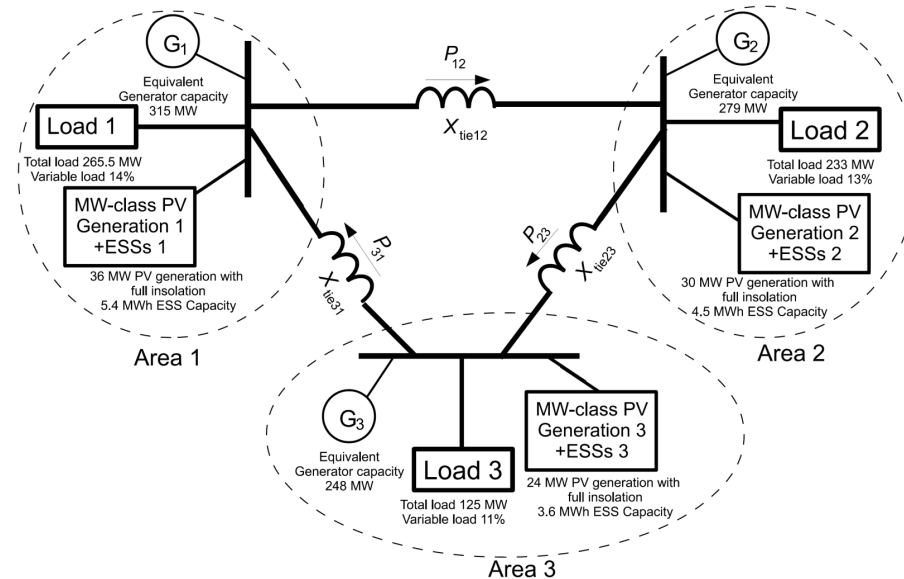 G1
Equivalent
Generator capacity
315 MW
Load 1
Total load 265.5 MW
Variable load 14%
MW-class PV
Generation 1
+ESSs 1
36 MW PV generation with
full insolation
5.4 MWh ESS Capacity
Area 1
P12
Xtie12
G2
Equivalent
Generator capacity
279 MW
Load 2
Total load 233 MW
Variable load 13%
MW-class PV
Generation 2
+ESSs 2
30 MW PV generation with
full insolation
4.5 MWh ESS Capacity
Area 2
P31
Xtie31
P23
Xtie23
G3
Equivalent
Generator capacity
248 MW
Load 3
Total load 125 MW
Variable load 11%
MW-class PV
Generation 3
+ESSs 3
24 MW PV generation with
full insolation
3.6 MWh ESS Capacity
Area 3